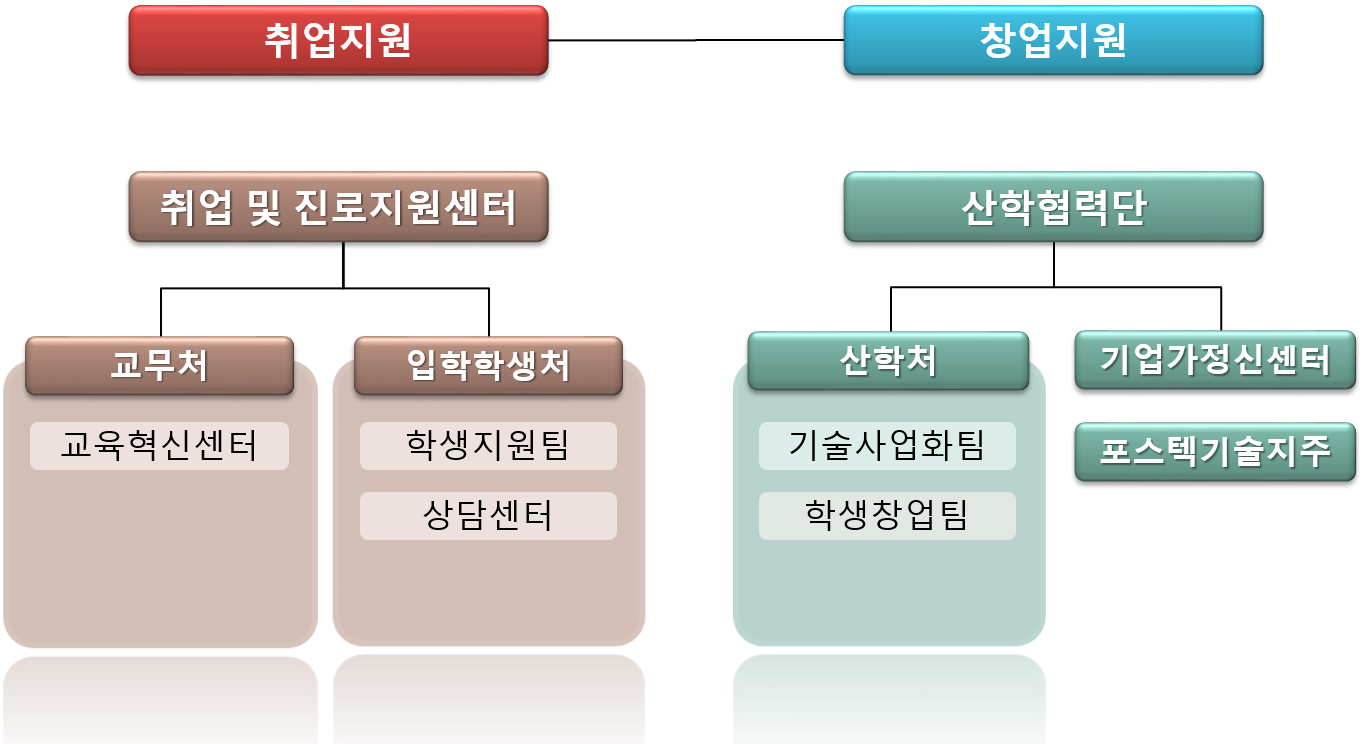 취업지원
창업지원
취업 및 진로지원센터
산학협력단
교무처
입학학생처
산학처
기업가정신센터
교육혁신센터
학생지원팀
기술사업화팀
포스텍기술지주
상담센터
학생창업팀